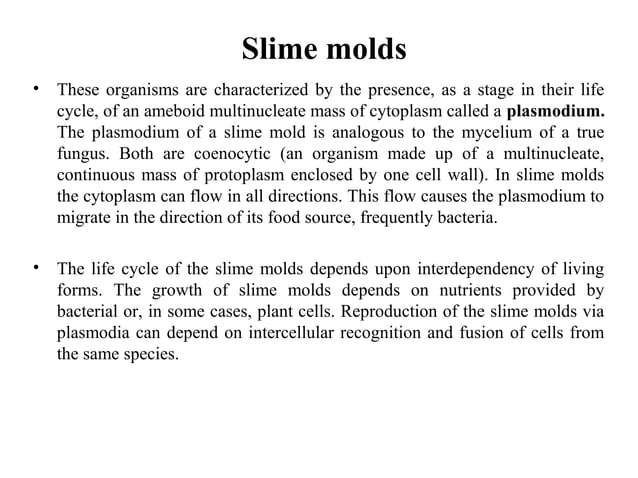 Slime molds
• These organisms are characterized by the presence, as a stage in their life
cycle, of an ameboid multinucleate mass of cytoplasm called a plasmodium.
The plasmodium of a slime mold is analogous to the mycelium of a true
fungus. Both are coenocytic (an organism made up of a multinucleate,
continuous mass of protoplasm enclosed by one cell wall). In slime molds
the cytoplasm can flow in all directions. This flow causes the plasmodium to
migrate in the direction of its food source, frequently bacteria.
• The life cycle of the slime molds depends upon interdependency of living
forms. The growth of slime molds depends on nutrients provided by
bacterial or, in some cases, plant cells. Reproduction of the slime molds via
plasmodia can depend on intercellular recognition and fusion of cells from
the same species.